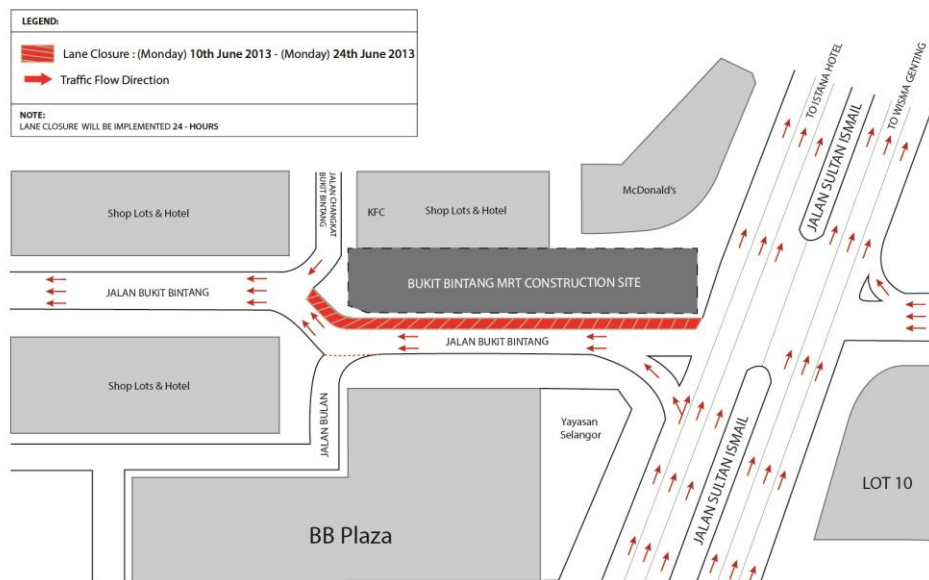 LEGEND:
Lane Closure : (Monday) 10th June 2013 - (Monday) 24th June 2013
Traffic Flow Direction
NOTE:
LANE CLOSURE WILL BE IMPLEMENTED 24 - HOURS
TO ISTANA HOTEL
JALAN SULTAN ISMAIL
TO WISMA GENTING
Shop Lots & Hotel
JALAN CHANGKAT
BUKIT BINTANG
KFC
Shop Lots & Hotel
McDonald's
JALAN BUKIT BINTANG
BUKIT BINTANG MRT CONSTRUCTION SITE
JALAN BUKIT BINTANG
Shop Lots & Hotel
JALAN BULAN
Yayasan
Selangor
JALAN SULTAN ISMAIL
LOT 10
BB Plaza